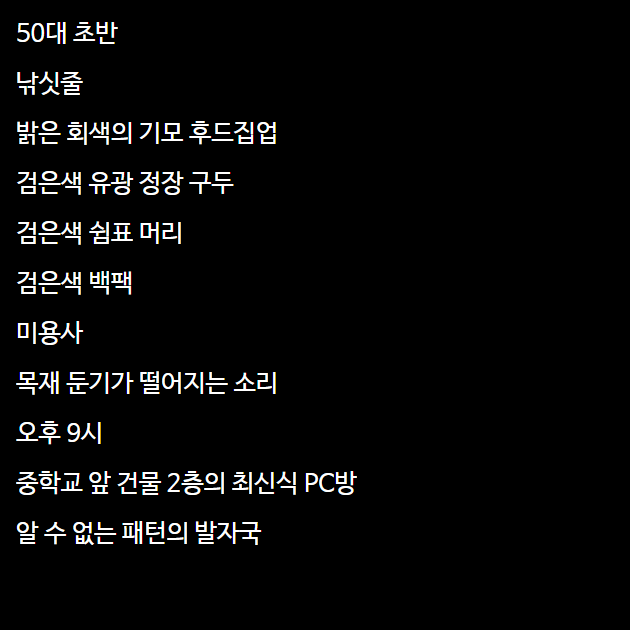 50대 초반
낚싯줄
밝은 회색의 기모 후드집업
검은색 유광 정장 구두
검은색 쉼표 머리
검은색 백팩
미용사
목재 둔기가 떨어지는 소리
오후 9시
중학교 앞 건물 2층의 최신식 PC방
알 수 없는 패턴의 발자국